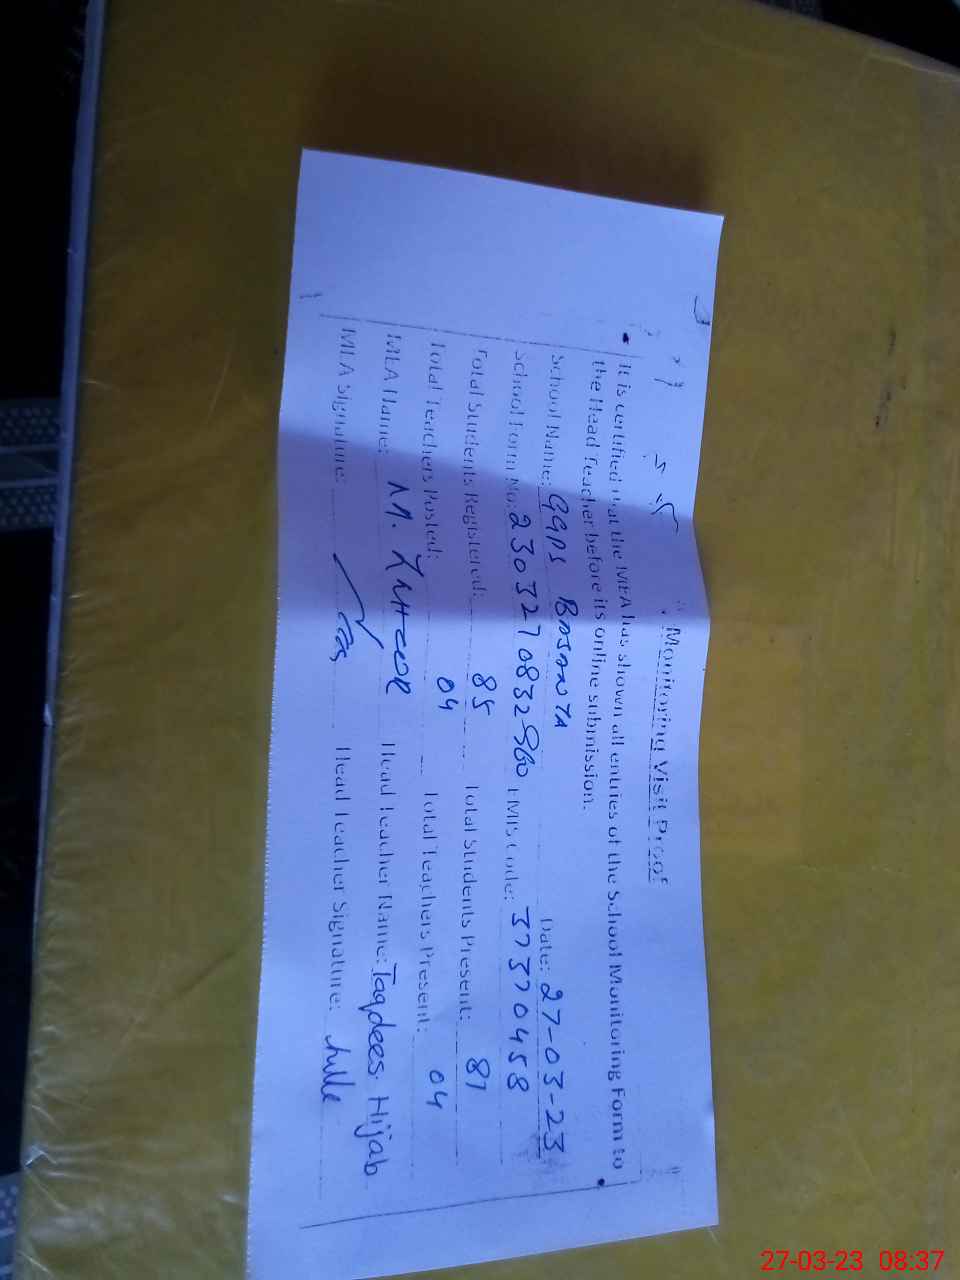 Monitoring Visit Proof
It is certified that the MEA has shown all entries of the School Monitoring Form to
the Head Teacher before its online submission.
School Name: GGPS Date: 27-03-23
School Form No: EMIS Code: 37370458
Total Students Registered: 85 Total Students Present: 81
Total Teachers Posted: 04 Total Teachers Present: 04
MEA Name: M. Head Teacher Name: Taqdees Hijab
MEA Signature: Head Teacher Signature:
27-03-23 08:37